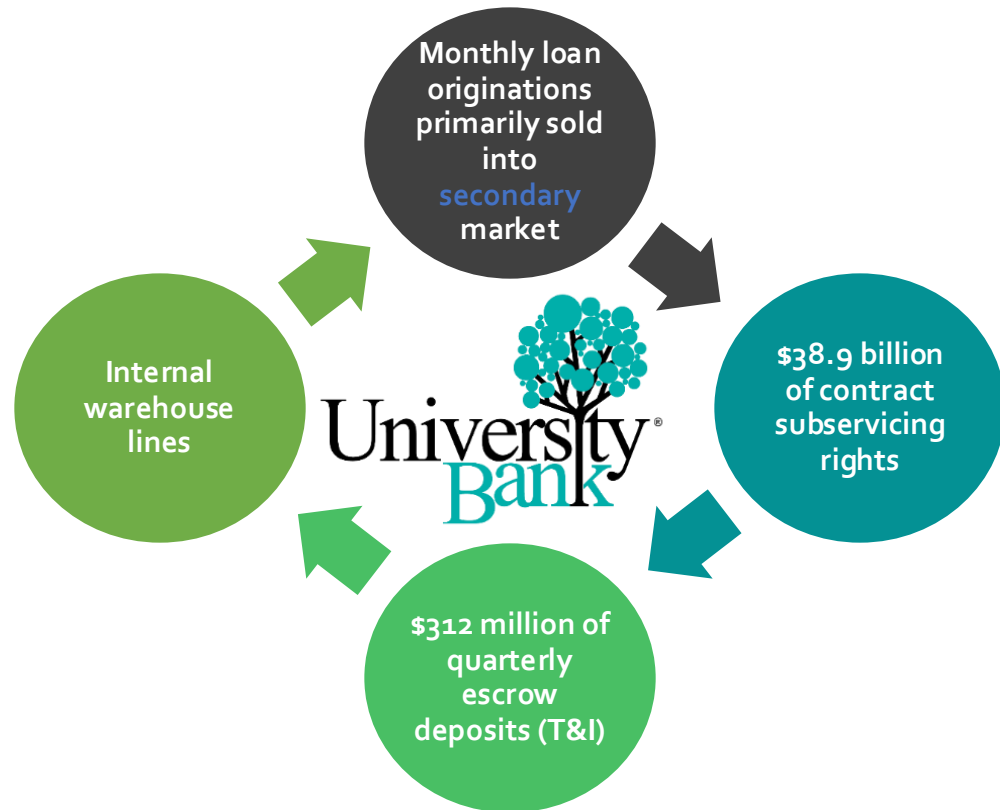 Monthly loan
originations
primarily sold
into
secondary
market
$38.9 billion
of contract
subservicing
rights
$312 million of
quarterly
escrow
deposits (T&I)
Internal
warehouse
lines
University®
Bank